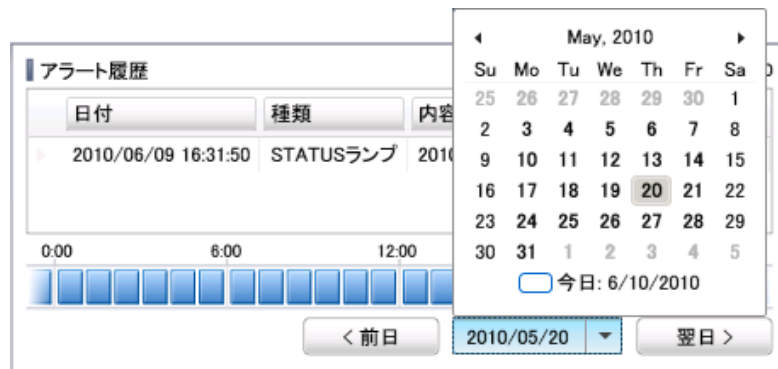 アラート履歴
日付 種類 内容
2010/06/09 16:31:50 STATUSランプ 2010
0:00 6:00 12:00
<前日 2010/05/20 翌日>
May, 2010
Su Mo Tu We Th Fr Sa
25 26 27 28 29 30 1
2 3 4 5 6 7 8
9 10 11 12 13 14 15
16 17 18 19 20 21 22
23 24 25 26 27 28 29
30 31 1 2 3 4 5
今日: 6/10/2010